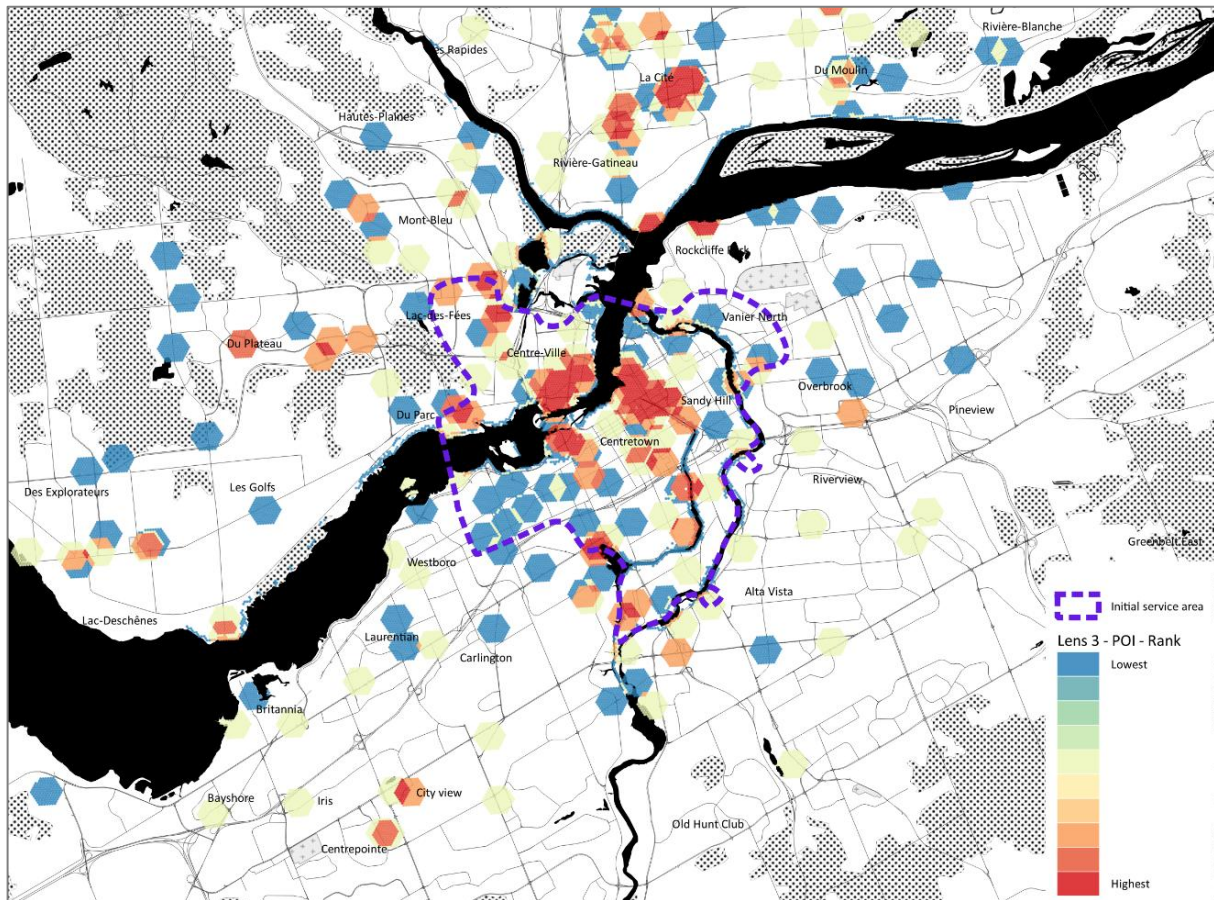 Rivière-Blanche
Les Rapides
La Cité
Du Moulin
Hautes-Plaines
Rivière-Gatineau
Mont-Bleu
Rockcliffe Park
Lac-des-Fées
Vanier North
Du Plateau
Centre-Ville
Overbrook
Sandy Hill
Du Parc
Pineview
Centretown
Des Explorateurs
Les Golfs
Riverview
Greenbelt East
Westboro
Alta Vista
Initial service area
Lac-Deschênes
Laurentian
Lens 3 - POI - Rank
Carlington
Lowest
Britannia
City view
Bayshore
Iris
Old Hunt Club
Centrepointe
Highest